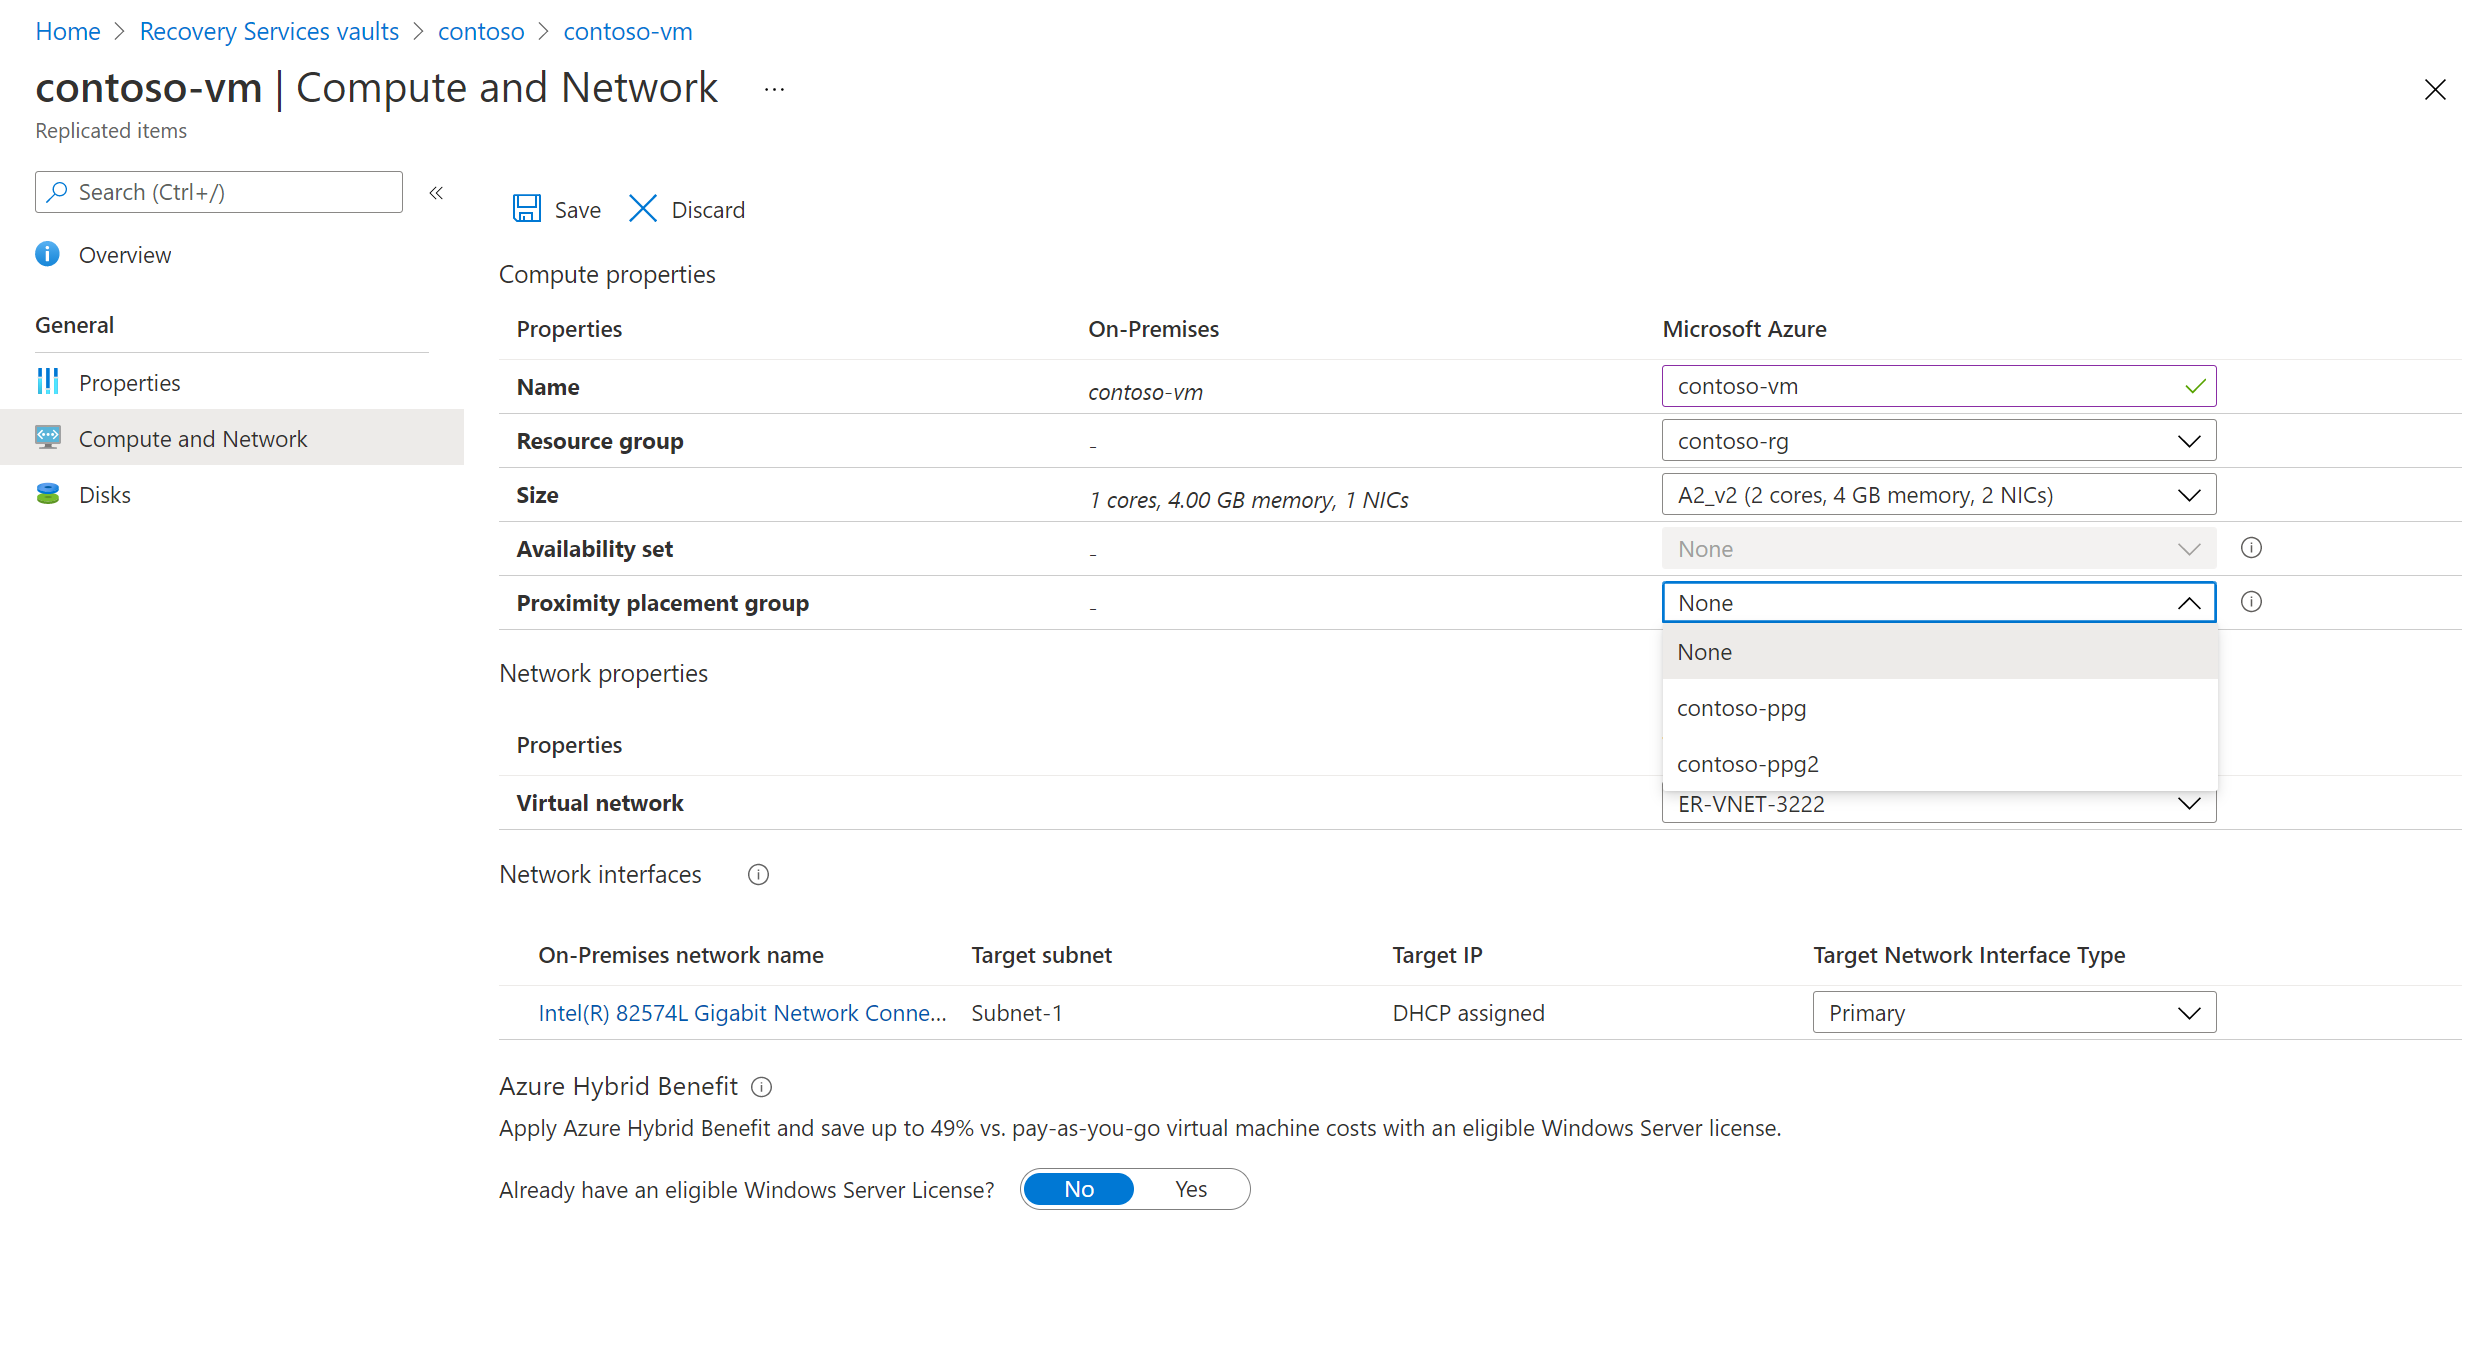 Home > Recovery Services vaults > contoso > contoso-vm
contoso-vm | Compute and Network ...
Replicated items
Search (Ctrl+/)
«
Overview
General
Properties
Compute and Network
Disks
Save Discard
Compute properties
Properties On-Premises Microsoft Azure
Name contoso-vm contoso-vm
Resource group - contoso-rg
Size 1 cores, 4.00 GB memory, 1 NICs A2_v2 (2 cores, 4 GB memory, 2 NICs)
Availability set - None
Proximity placement group - None
None
contoso-ppg
contoso-ppg2
Network properties
Properties
Virtual network ER-VNET-3222
Network interfaces
On-Premises network name Target subnet Target IP Target Network Interface Type
Intel(R) 82574L Gigabit Network Conne... Subnet-1 DHCP assigned Primary
Azure Hybrid Benefit
Apply Azure Hybrid Benefit and save up to 49% vs. pay-as-you-go virtual machine costs with an eligible Windows Server license.
Already have an eligible Windows Server License? No Yes